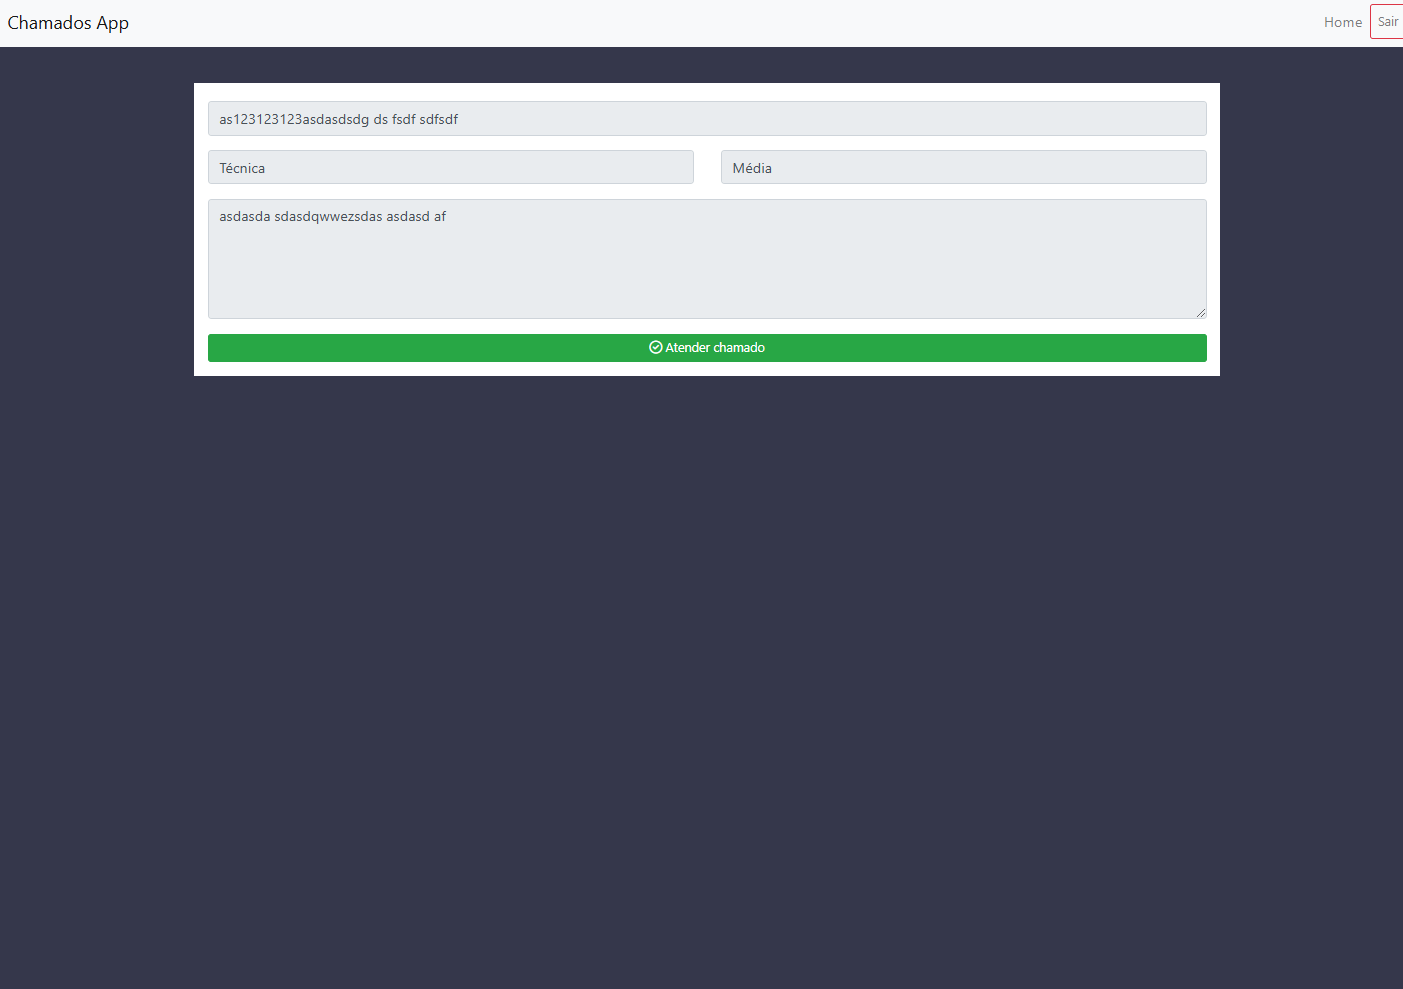 Chamados App
Home
Sair
as123123123asdasdsdg ds fsdf sdfsdf
Técnica
Média
asdasda sdasdqwwezsdas asdasd af
Atender chamado